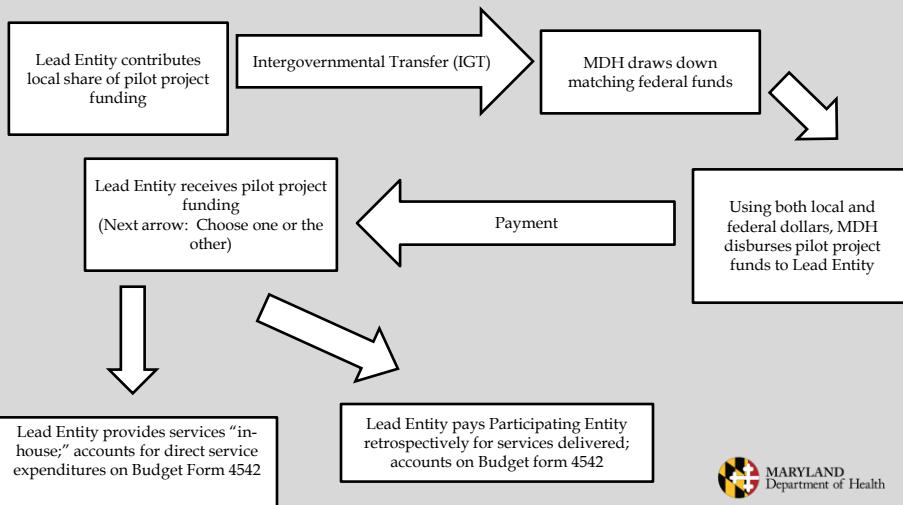 Lead Entity contributes
local share of pilot project
funding
Intergovernmental Transfer (IGT)
MDH draws down
matching federal funds
Using both local and
federal dollars, MDH
disburses pilot project
funds to Lead Entity
Payment
Lead Entity receives pilot project
funding
(Next arrow: Choose one or the
other)
Lead Entity provides services “in-
house;” accounts for direct service
expenditures on Budget Form 4542
Lead Entity pays Participating Entity
retrospectively for services delivered;
accounts on Budget form 4542
MARYLAND
Department of Health